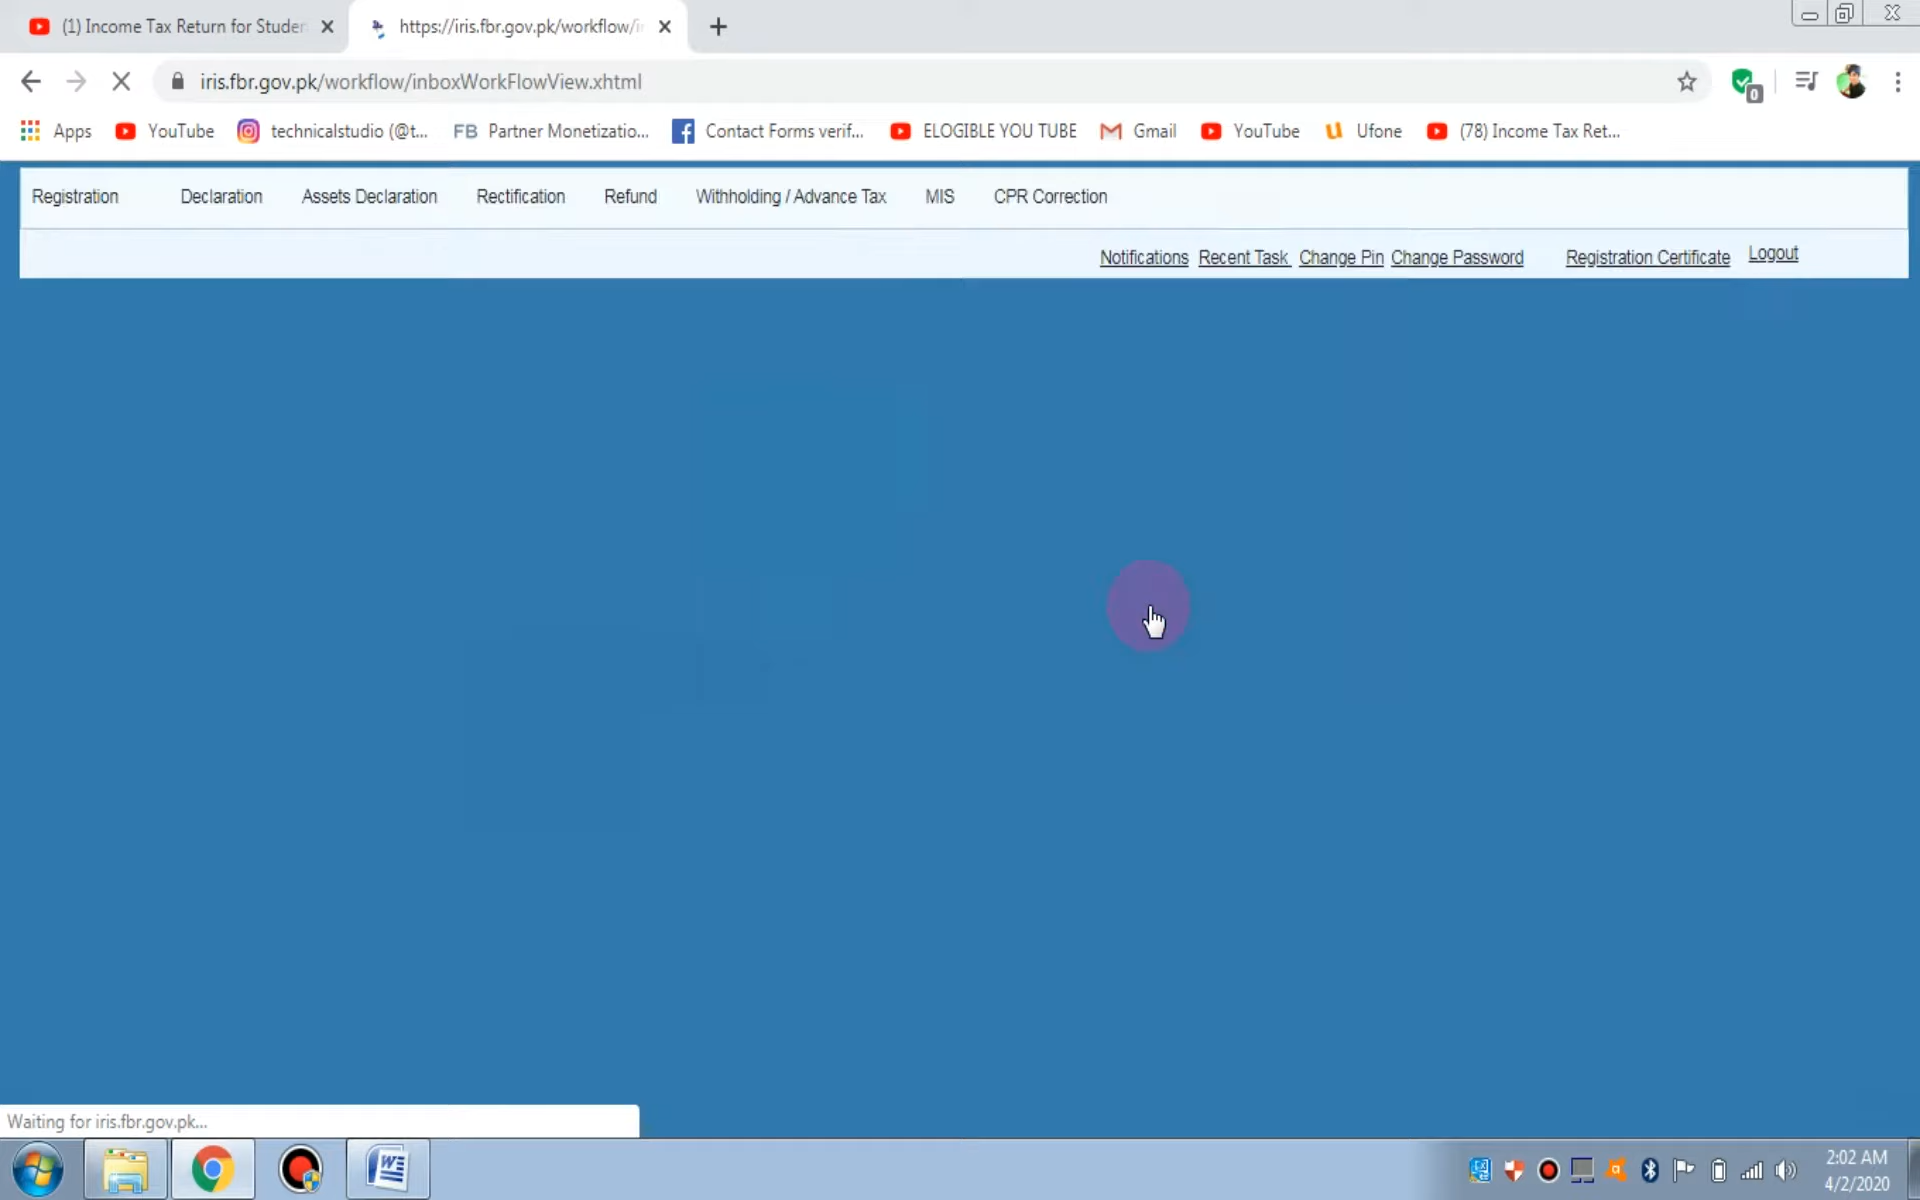 (1) Income Tax Return for Studen
https://iris.fbr.gov.pk/workflow/i
iris.fbr.gov.pk/workflow/inboxWorkFlowView.xhtml
0
Apps YouTube technicalstudio (@t... FB Partner Monetizatio... Contact Forms verif... ELOGIBLE YOU TUBE Gmail YouTube Ufone (78) Income Tax Ret...
Registration Declaration Assets Declaration Rectification Refund Withholding / Advance Tax MIS CPR Correction
Notifications Recent Task Change Pin Change Password Registration Certificate Logout
Waiting for iris.fbr.gov.pk...
2:02 AM
4/2/2020